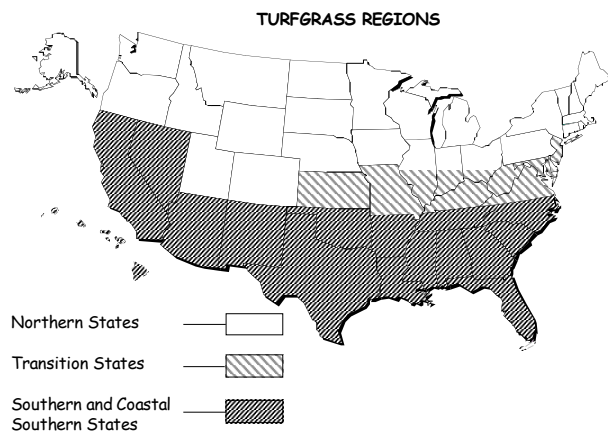 TURFGRASS REGIONS
Northern States
Transition States
Southern and Coastal
Southern States